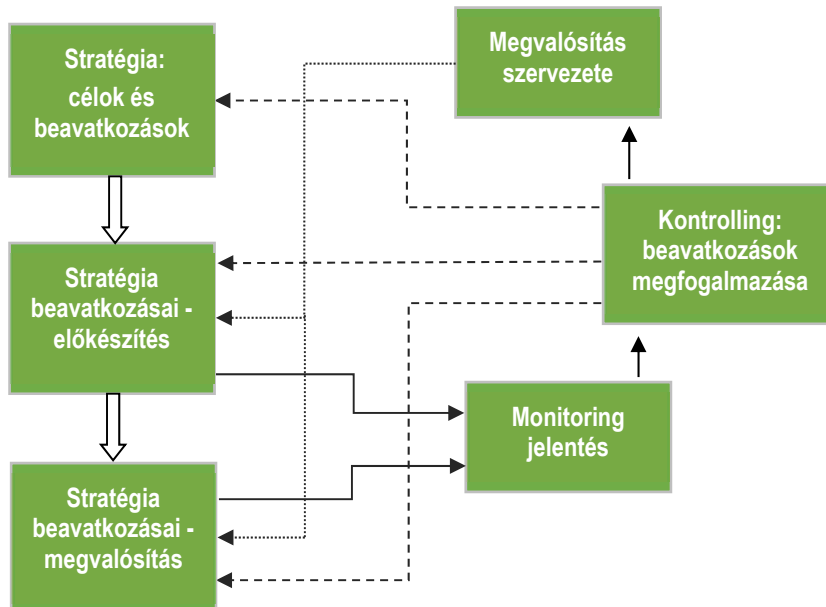 Stratégia:
célok és
beavatkozások
Megvalósítás
szervezete
Kontrolling:
beavatkozások
megfogalmazása
Stratégia
beavatkozásai -
előkészítés
Monitoring
jelentés
Stratégia
beavatkozásai -
megvalósítás